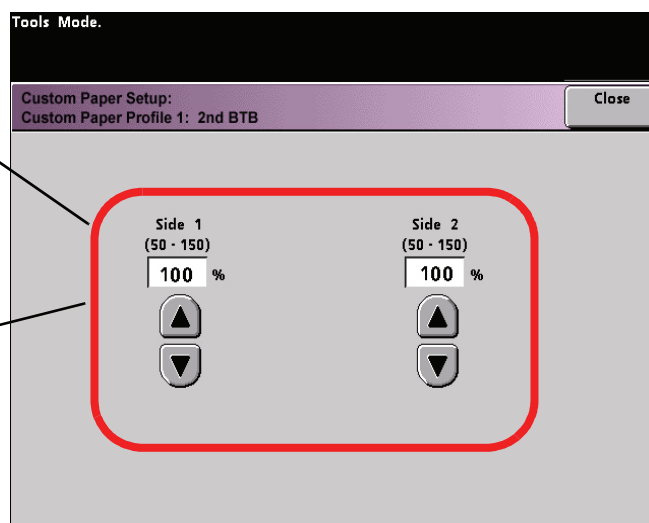 Tools Mode.
Custom Paper Setup:
Custom Paper Profile 1: 2nd BTB
Close
Side 1
(50 - 150)
100 %
Side 2
(50 - 150)
100 %